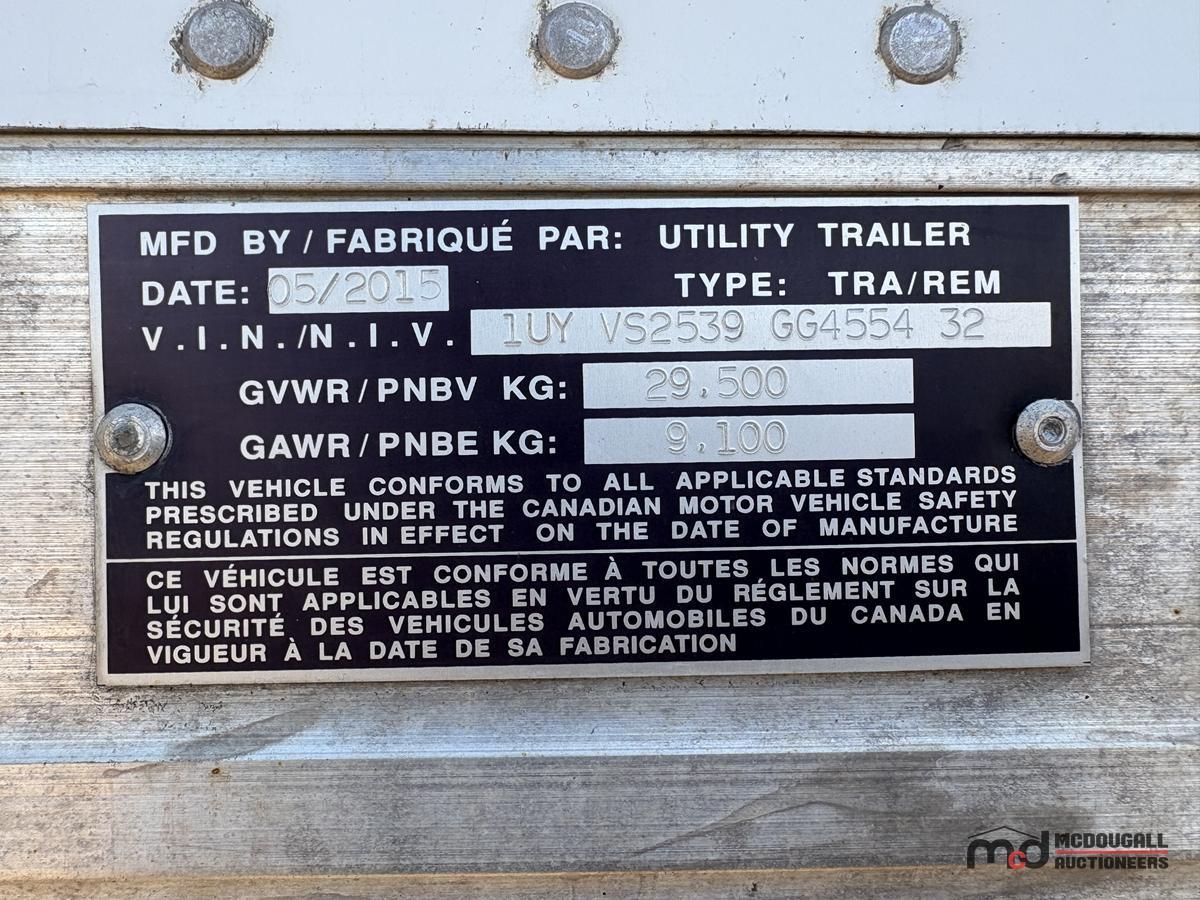 MFD BY / FABRIQUÉ PAR: UTILITY TRAILER
DATE: 05/2015 TYPE: TRA/REM
V.I.N./N.I.V. 1UY VS2539 GG4554 32
GVWR/PNBV KG: 29,500
GAWR/PNBE KG: 9,100
THIS VEHICLE CONFORMS TO ALL APPLICABLE STANDARDS
PRESCRIBED UNDER THE CANADIAN MOTOR VEHICLE SAFETY
REGULATIONS IN EFFECT ON THE DATE OF MANUFACTURE
CE VÉHICULE EST CONFORME À TOUTES LES NORMES QUI
LUI SONT APPLICABLES EN VERTU DU RÉGLEMENT SUR LA
SÉCURITÉ DES VEHICULES AUTOMOBILES DU CANADA EN
VIGUEUR À LA DATE DE SA FABRICATION
mcd MCDOUGALL
AUCTIONEERS